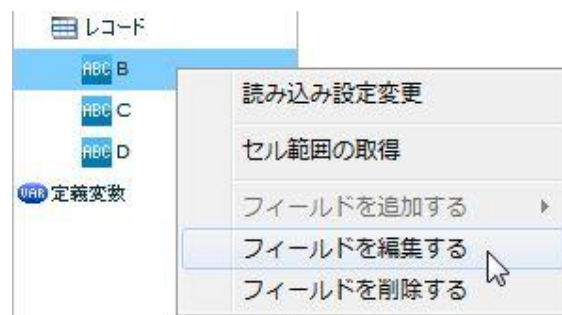 レコード
ABC B
ABC C
ABC D
VAR 定義変数
読み込み設定変更
セル範囲の取得
フィールドを追加する
フィールドを編集する
フィールドを削除する